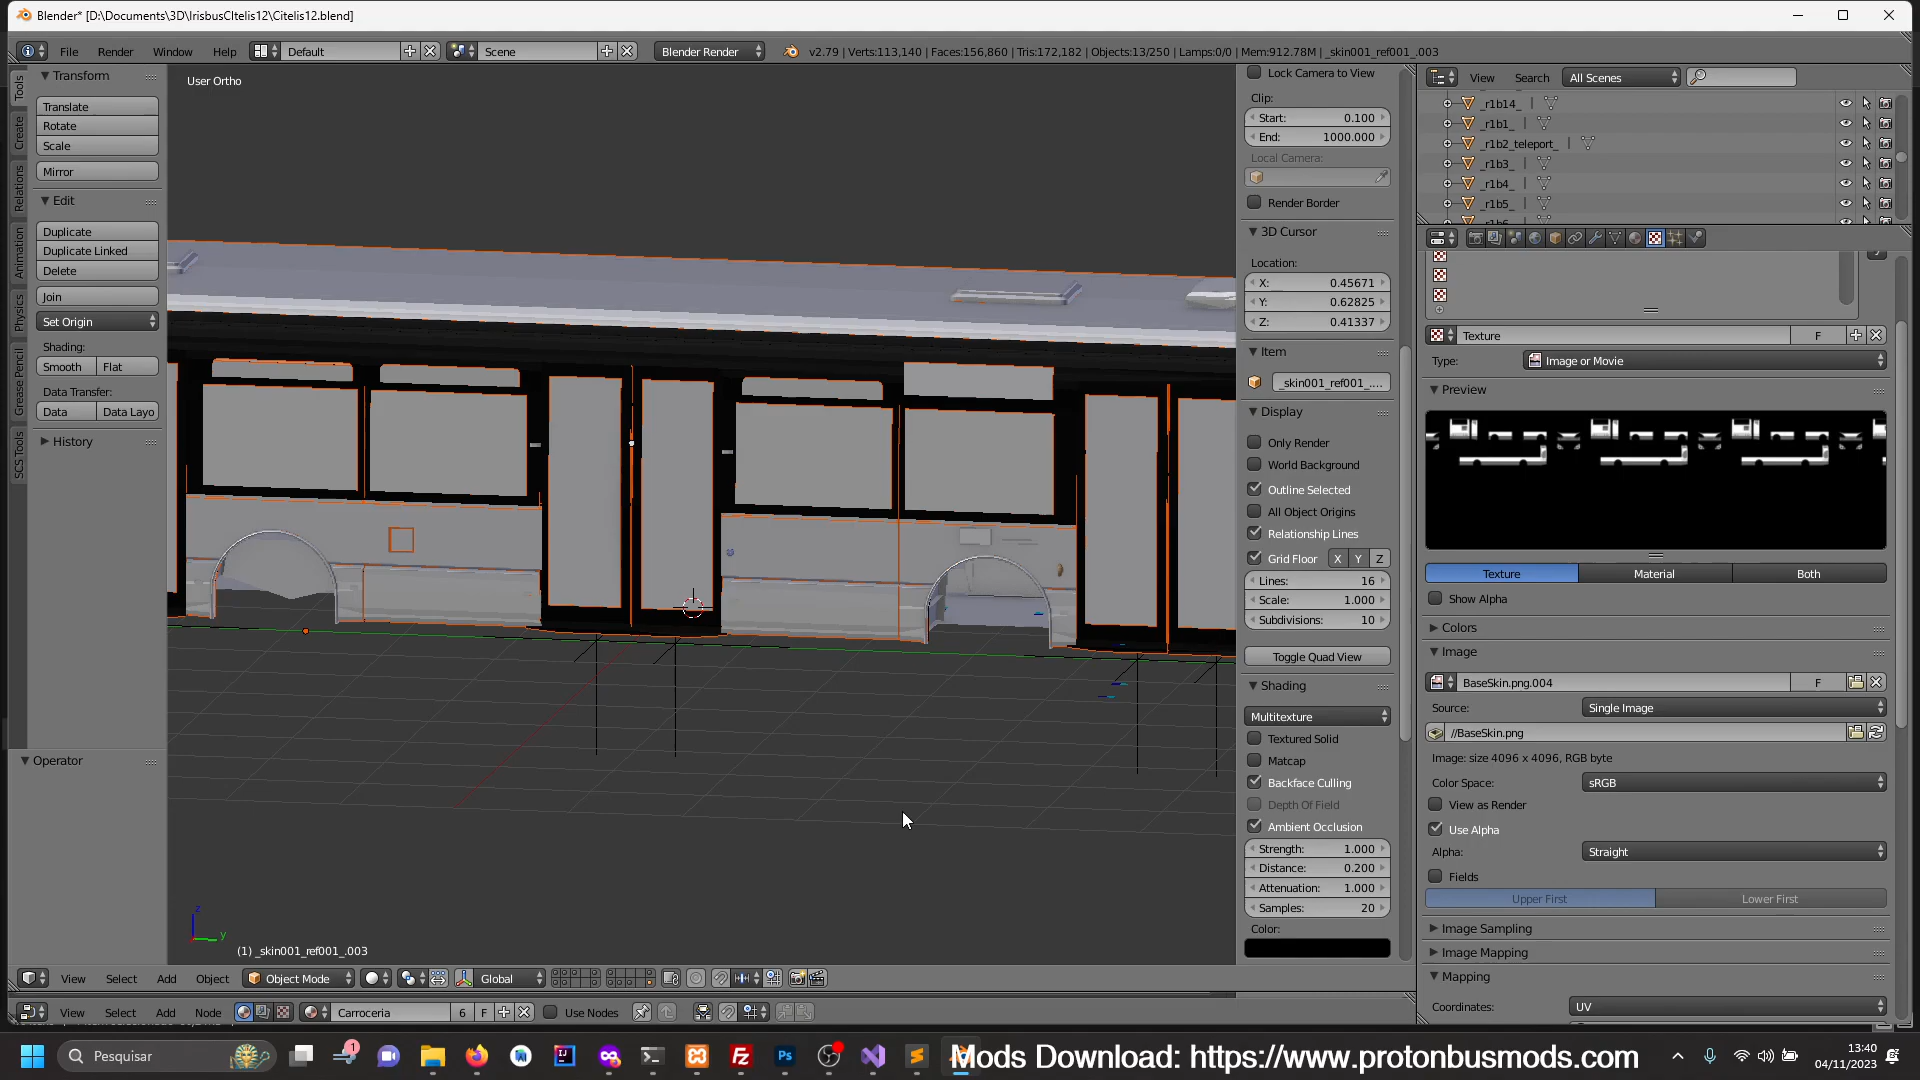 Blender* [D:\Documents\3D\IrisbusCItelis12\Citelis12.blend]
File Render Window Help Default Scene Blender Render v2.79 | Verts:113,140 | Faces:156,860 | Tris:172,182 | Objects:13/250 | Lamps:0/0 | Mem:912.78M | _skin001_ref001_.003
Tools
Create
Relations
Animation
Physics
Grease Pencil
SCS Tools
Transform
Translate
Rotate
Scale
Mirror
Edit
Duplicate
Duplicate Linked
Delete
Join
Set Origin
Shading:
Smooth Flat
Data Transfer:
Data Data Layo
History
Operator
User Ortho
z
y
(1) _skin001_ref001_.003
Lock Camera to View
Clip:
Start: 0.100
End: 1000.000
Local Camera:
Render Border
3D Cursor
Location:
X: 0.45671
Y: 0.62825
Z: 0.41337
Item
_skin001_ref001_....
Display
Only Render
World Background
Outline Selected
All Object Origins
Relationship Lines
Grid Floor X Y Z
Lines: 16
Scale: 1.000
Subdivisions: 10
Toggle Quad View
Shading
Multitexture
Textured Solid
Matcap
Backface Culling
Depth Of Field
Ambient Occlusion
Strength: 1.000
Distance: 0.200
Attenuation: 1.000
Samples: 20
Color:
View Search All Scenes
_r1b14_
_r1b1_
_r1b2_teleport_
_r1b3_
_r1b4_
_r1b5_
Texture F
Type: Image or Movie
Preview
Texture Material Both
Show Alpha
Colors
Image
BaseSkin.png.004 F
Source: Single Image
//BaseSkin.png
Image: size 4096 x 4096, RGB byte
Color Space: sRGB
View as Render
Use Alpha
Alpha: Straight
Fields
Upper First Lower First
Image Sampling
Image Mapping
Mapping
Coordinates: UV
View Select Add Object Object Mode Global
View Select Add Node Carroceria 6 F Use Nodes
Pesquisar 1 Mods Download: https://www.protonbusmods.com 13:40
04/11/2023